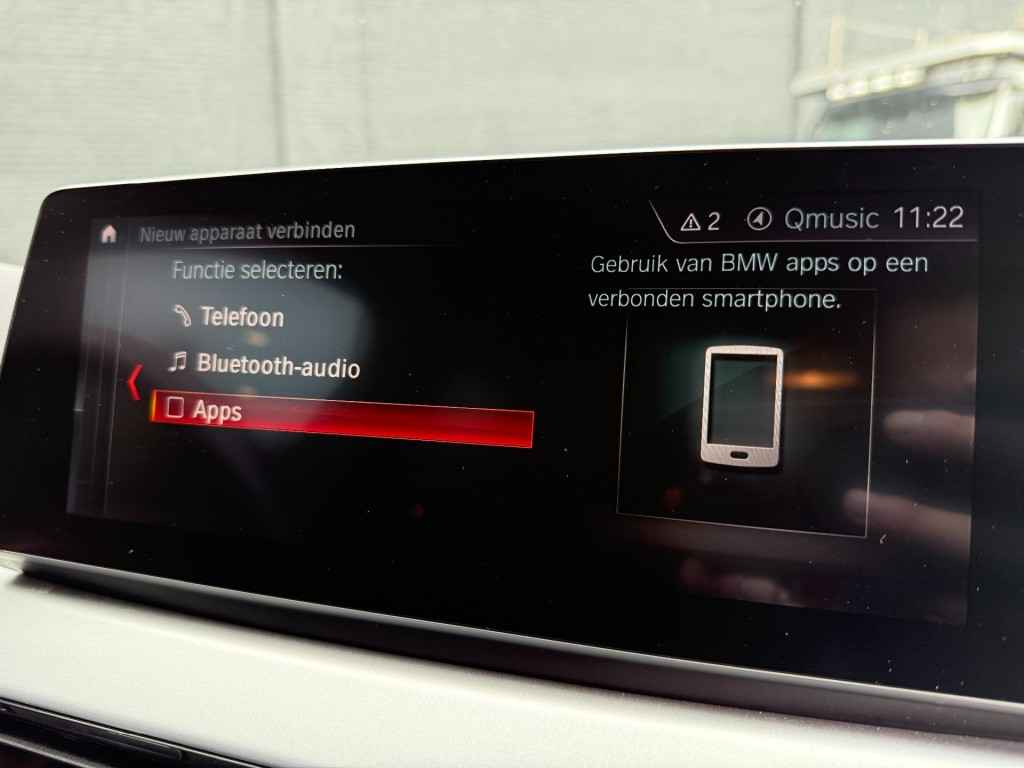 Nieuw apparaat verbinden
2 Qmusic 11:22
Functie selecteren:
Telefoon
Bluetooth-audio
Apps
Gebruik van BMW apps op een
verbonden smartphone.